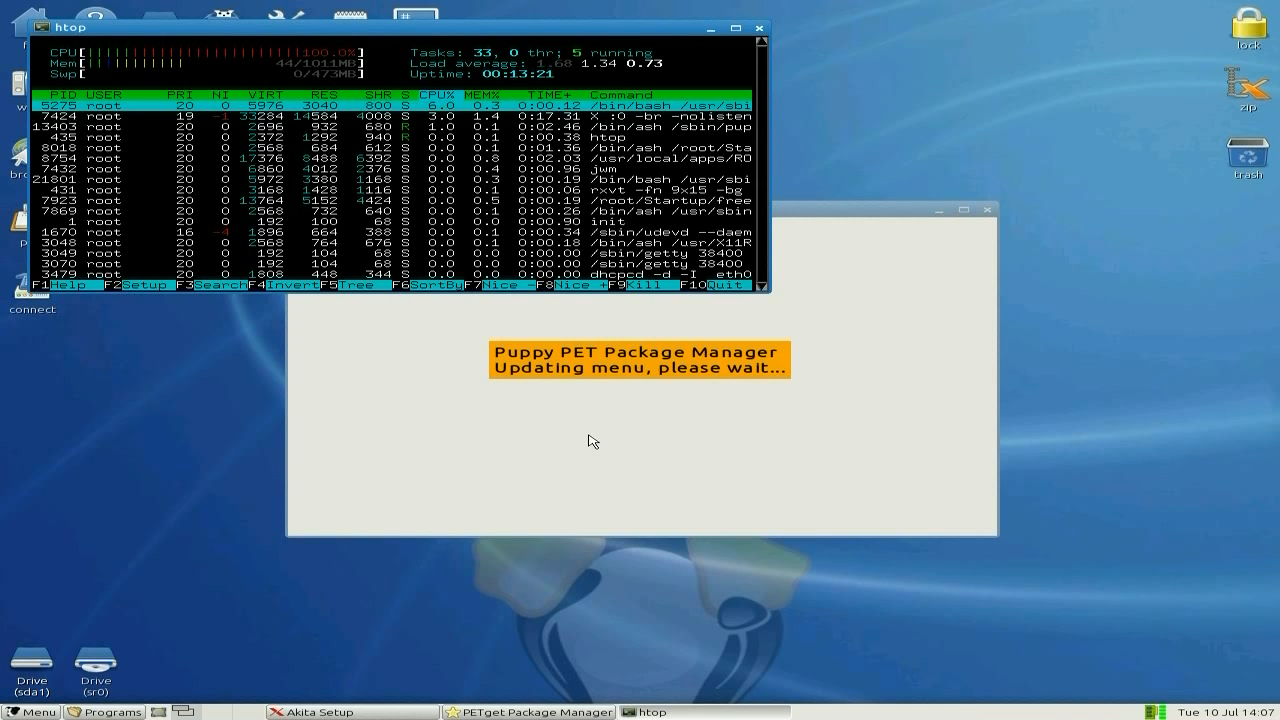 htop
CPU[||||||||||||||||||||||||||||100.0%]
Tasks: 33, 0 thr; 5 running
Mem[||||||||||| 44/1011MB]
Load average: 1.68 1.34 0.73
Swp[ 0/473MB]
Uptime: 00:13:21
PID USER PRI NI VIRT RES SHR S CPU% MEM% TIME+ Command
5275 root 20 0 5976 3040 800 S 6.0 0.3 0:00.12 /bin/bash /usr/sbi
7424 root 19 -1 33284 14584 4008 S 3.0 1.4 0:17.31 X :0 -br -nolisten
13403 root 20 0 2696 932 680 R 1.0 0.1 0:02.46 /bin/ash /sbin/pup
435 root 20 0 2372 1292 940 R 0.0 0.1 0:00.38 htop
8018 root 20 0 2568 684 612 S 0.0 0.1 0:01.36 /bin/ash /root/Sta
8754 root 20 0 17376 8488 6392 S 0.0 0.8 0:02.03 /usr/local/apps/RO
7432 root 20 0 6860 4012 2376 S 0.0 0.4 0:00.96 jwm
21801 root 20 0 5972 3380 1168 S 0.0 0.3 0:00.19 /bin/bash /usr/sbi
431 root 20 0 3168 1428 1116 S 0.0 0.1 0:00.06 rxvt -fn 9x15 -bg
7923 root 20 0 13764 5152 4424 S 0.0 0.5 0:00.19 /root/Startup/free
7869 root 20 0 2568 732 640 S 0.0 0.1 0:00.26 /bin/ash /usr/sbin
1 root 20 0 192 100 68 S 0.0 0.0 0:00.90 init
1670 root 16 -4 1896 664 388 S 0.0 0.1 0:00.34 /sbin/udevd --daem
3048 root 20 0 2568 764 676 S 0.0 0.1 0:00.18 /bin/ash /usr/X11R
3049 root 20 0 192 104 68 S 0.0 0.0 0:00.00 /sbin/getty 38400
3070 root 20 0 192 104 68 S 0.0 0.0 0:00.00 /sbin/getty 38400
3479 root 20 0 1808 448 344 S 0.0 0.0 0:00.00 dhcpcd -d -I eth0
F1Help F2Setup F3SearchF4InvertF5Tree F6SortByF7Nice -F8Nice +F9Kill F10Quit
lock
zip
trash
connect
Puppy PET Package Manager
Updating menu, please wait...
Drive
(sda1)
Drive
(sr0)
Menu
Programs
Akita Setup
PETget Package Manager
htop
Tue 10 Jul 14:07